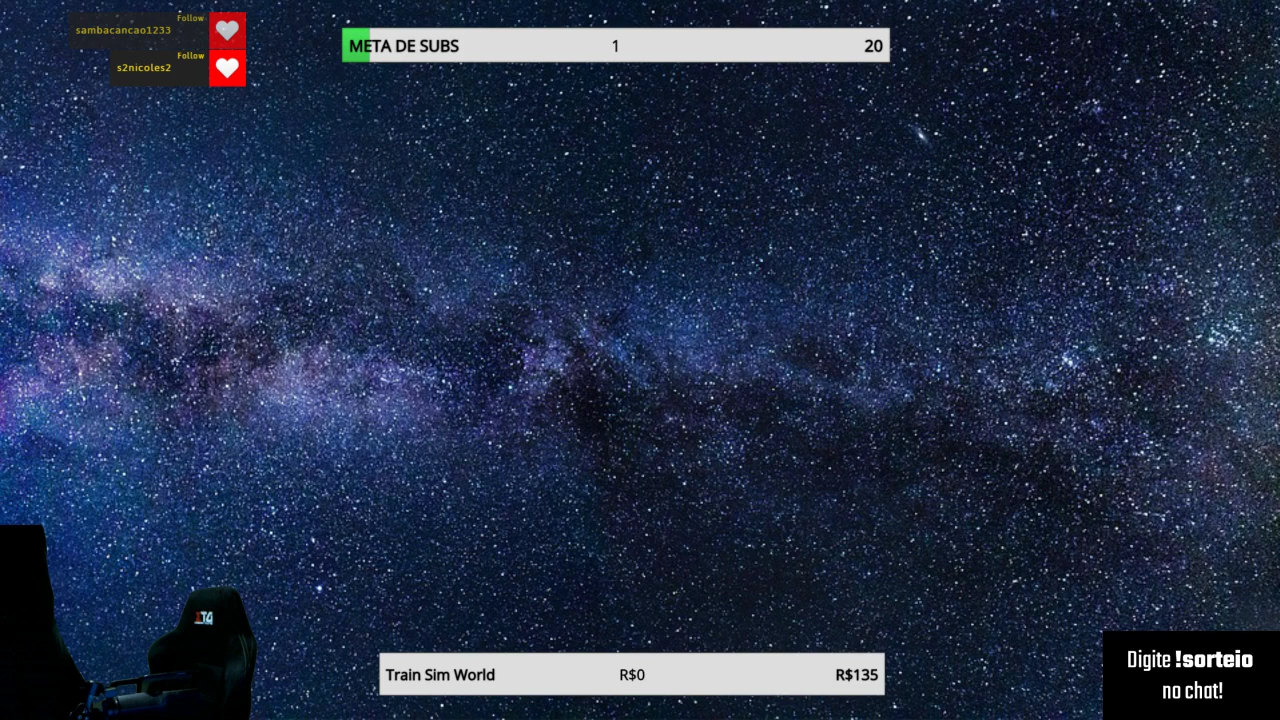 Follow
sambacancao1233
Follow
s2nicoles2
META DE SUBS 1 20
Train Sim World R$0 R$135
Digite !sorteio
no chat!